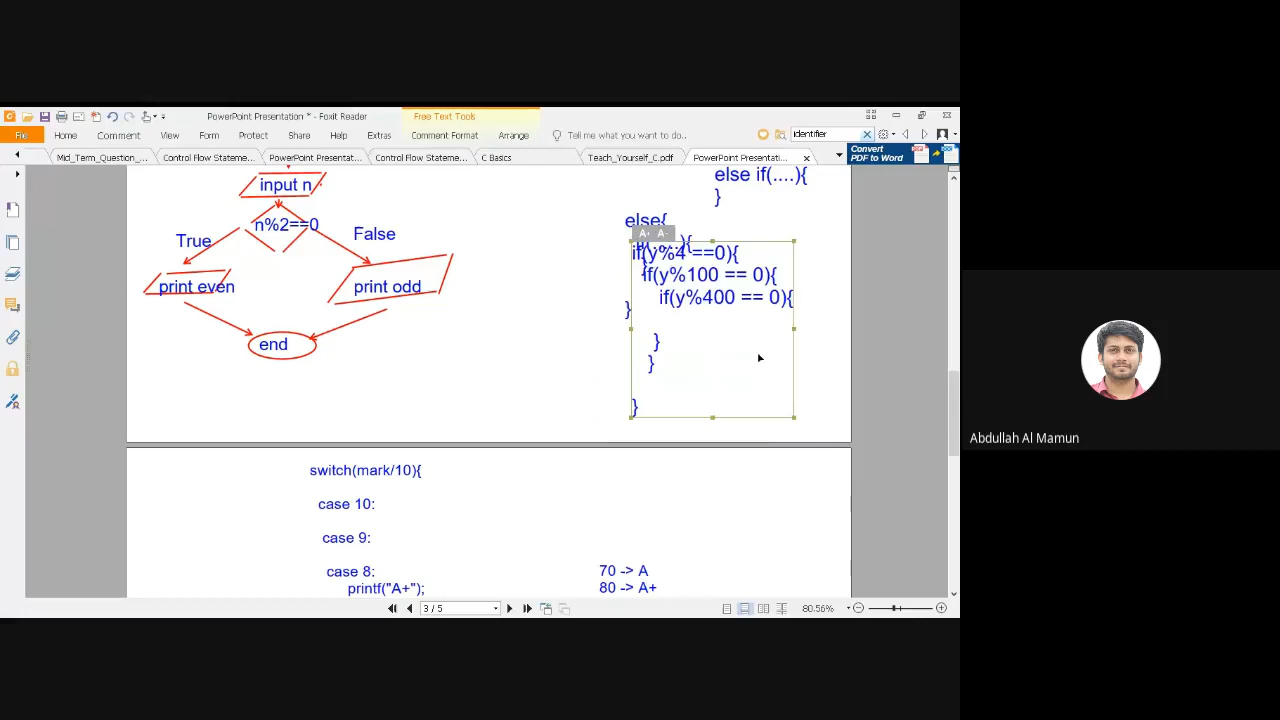 PowerPoint Presentation * - Foxit Reader
Free Text Tools
File
Home
Comment
View
Form
Protect
Share
Help
Extras
Comment Format
Arrange
Tell me what you want to do..
identifier
Mid_Term_Question_...
Control Flow Stateme...
PowerPoint Presentat...
Control Flow Stateme...
C Basics
Teach_Yourself_C.pdf
PowerPoint Presentati...
Convert
PDF to Word
input n
n%2==0
True
False
print even
print odd
end
else if(....){
}
else{
A+ A-
if(y%4 ==0){
if(y%100 == 0){
if(y%400 == 0){
}
}
}
}
Abdullah Al Mamun
switch(mark/10){
case 10:
case 9:
case 8:
printf("A+");
70 -> A
80 -> A+
3 / 5
80.56%